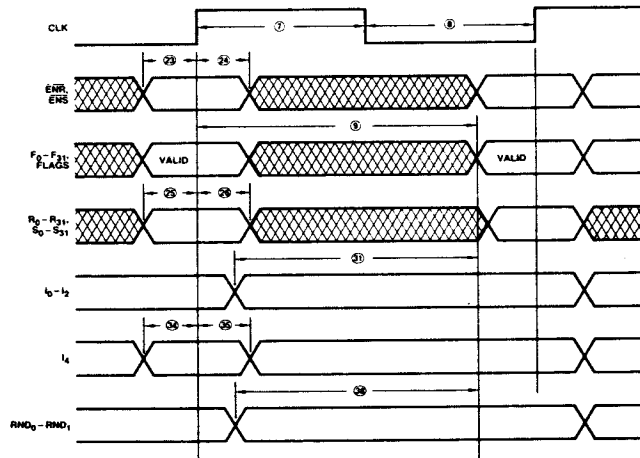 CLK
⑦
⑧
㉓
㉔
ENR,
ENS
⑨
F0–F31,
FLAGS
VALID
VALID
㉕
㉖
R0–R31,
S0–S31
㉛
I0–I2
㉞
㉟
I4
RND0–RND1